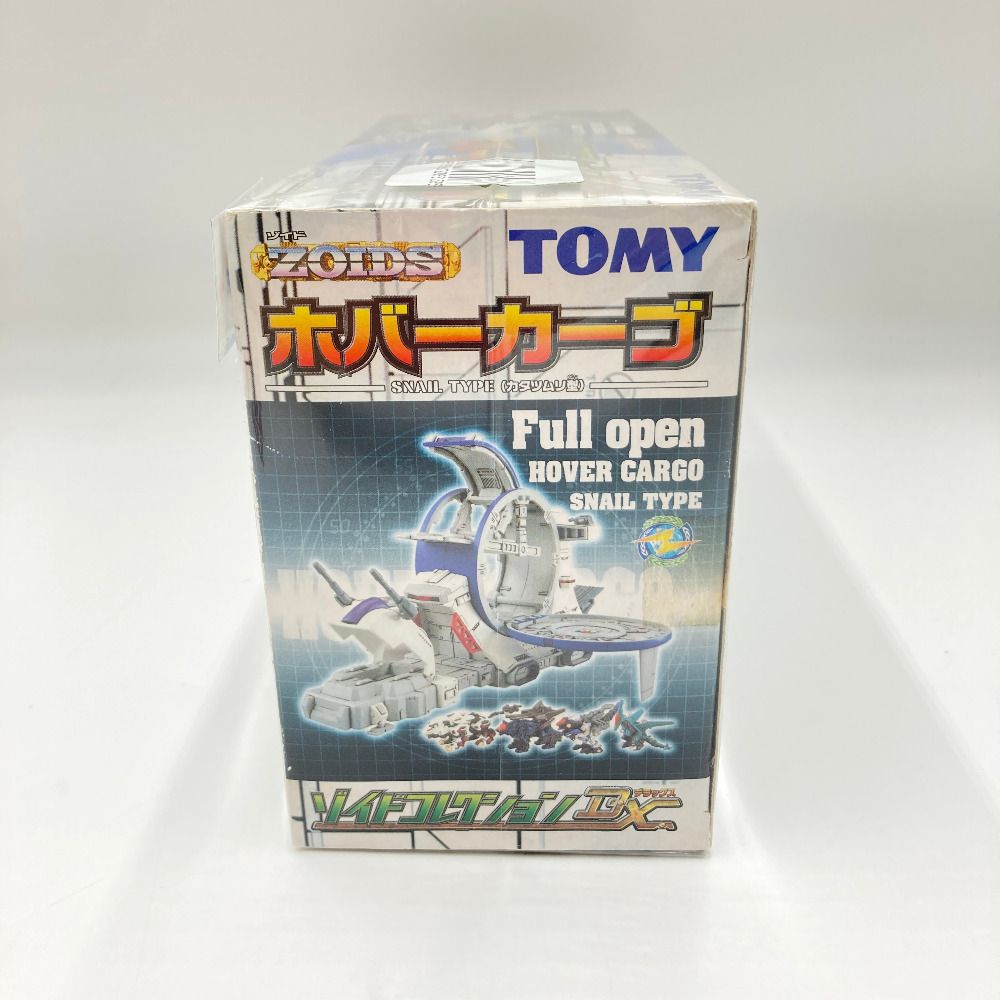 ゾイド
ZOIDS
TOMY
ホバーカーゴ
SNAIL TYPE (カタツムリ型)
Full open
HOVER CARGO
SNAIL TYPE
デラックス
ゾイドコレクションDX